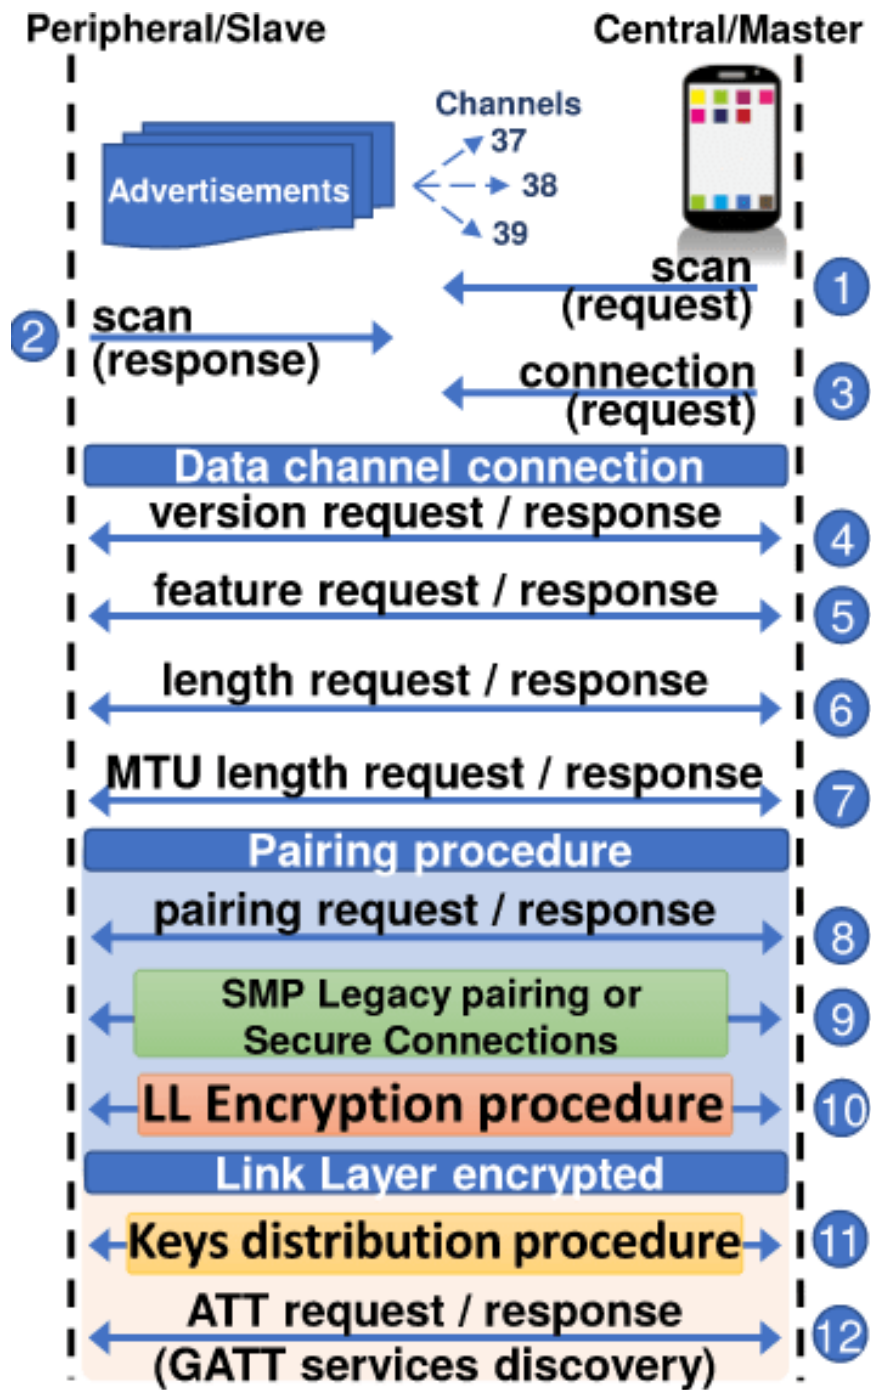 Peripheral/Slave
Central/Master
Channels
37
Advertisements
38
39
scan
(request)
1
2
scan
(response)
connection
(request)
3
Data channel connection
version request / response
4
feature request / response
5
length request / response
6
MTU length request / response
7
Pairing procedure
pairing request / response
8
SMP Legacy pairing or
Secure Connections
9
LL Encryption procedure
10
Link Layer encrypted
Keys distribution procedure
11
ATT request / response
(GATT services discovery)
12